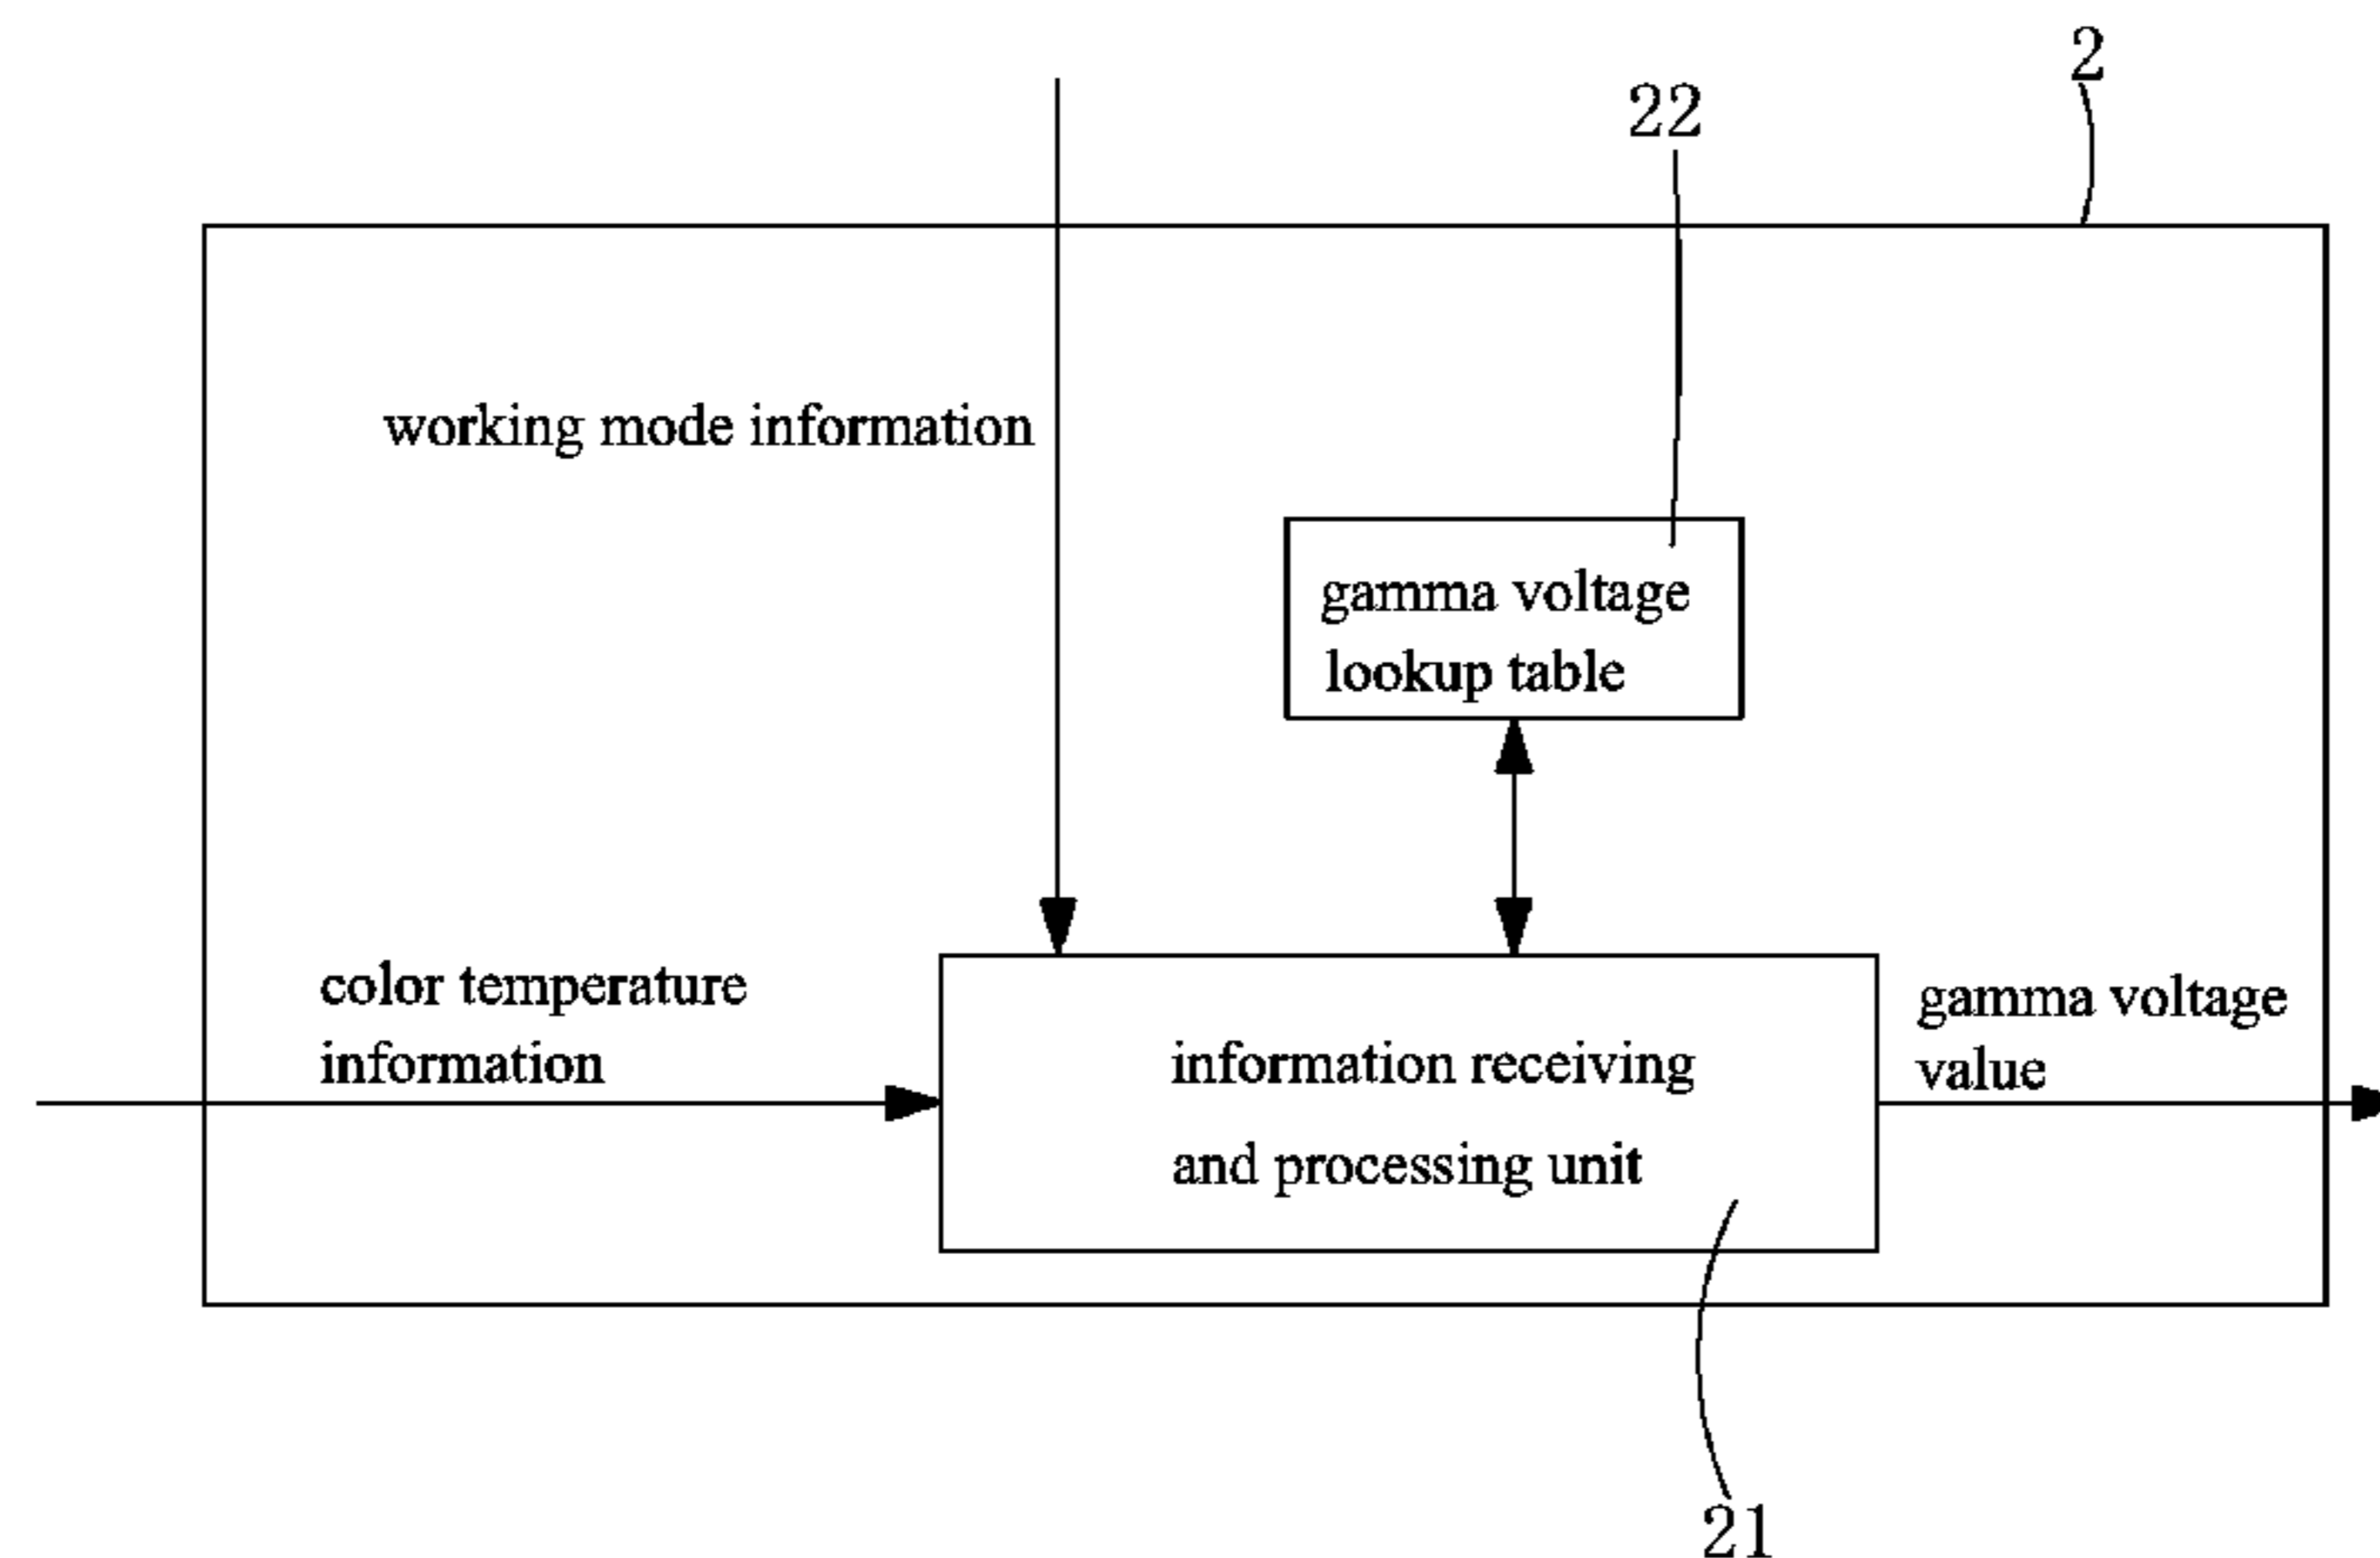 2
22
working mode information
gamma voltage
lookup table
color temperature
information
information receiving
and processing unit
gamma voltage
value
21